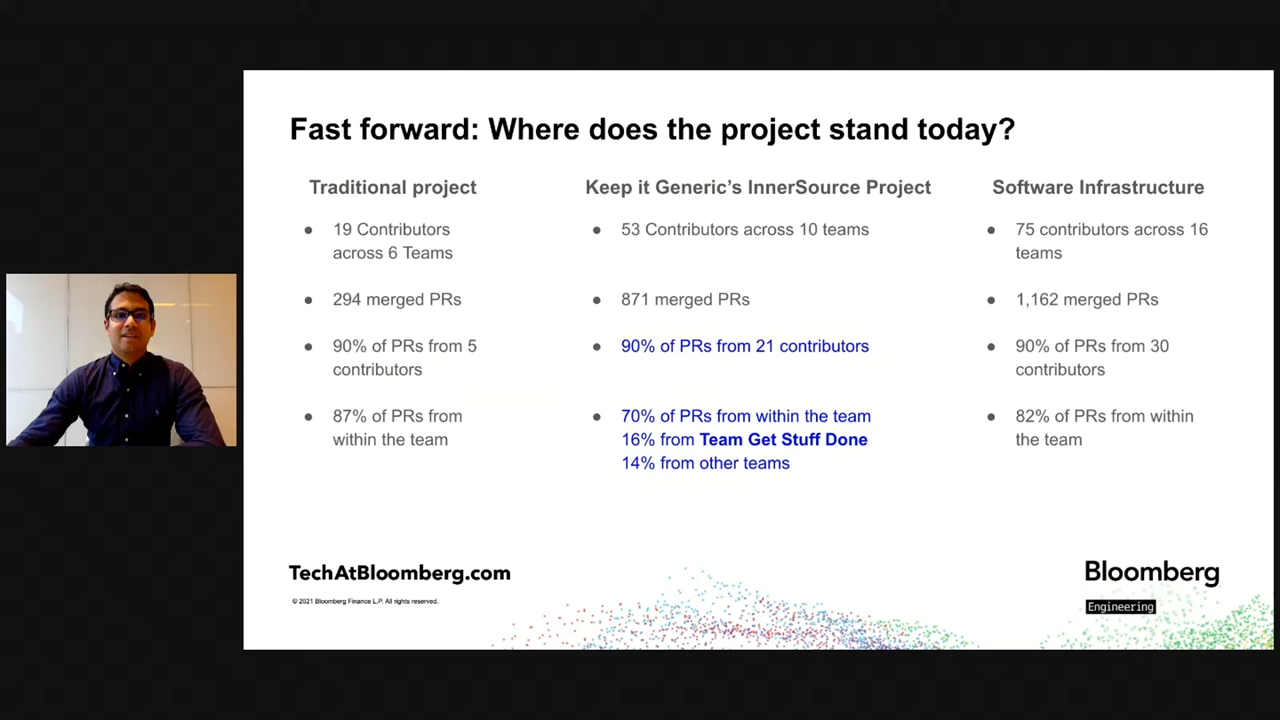 Fast forward: Where does the project stand today?
Traditional project
19 Contributors
across 6 Teams
294 merged PRs
90% of PRs from 5
contributors
87% of PRs from
within the team
Keep it Generic’s InnerSource Project
53 Contributors across 10 teams
871 merged PRs
90% of PRs from 21 contributors
70% of PRs from within the team
16% from Team Get Stuff Done
14% from other teams
Software Infrastructure
75 contributors across 16
teams
1,162 merged PRs
90% of PRs from 30
contributors
82% of PRs from within
the team
TechAtBloomberg.com
© 2021 Bloomberg Finance L.P. All rights reserved.
Bloomberg
Engineering